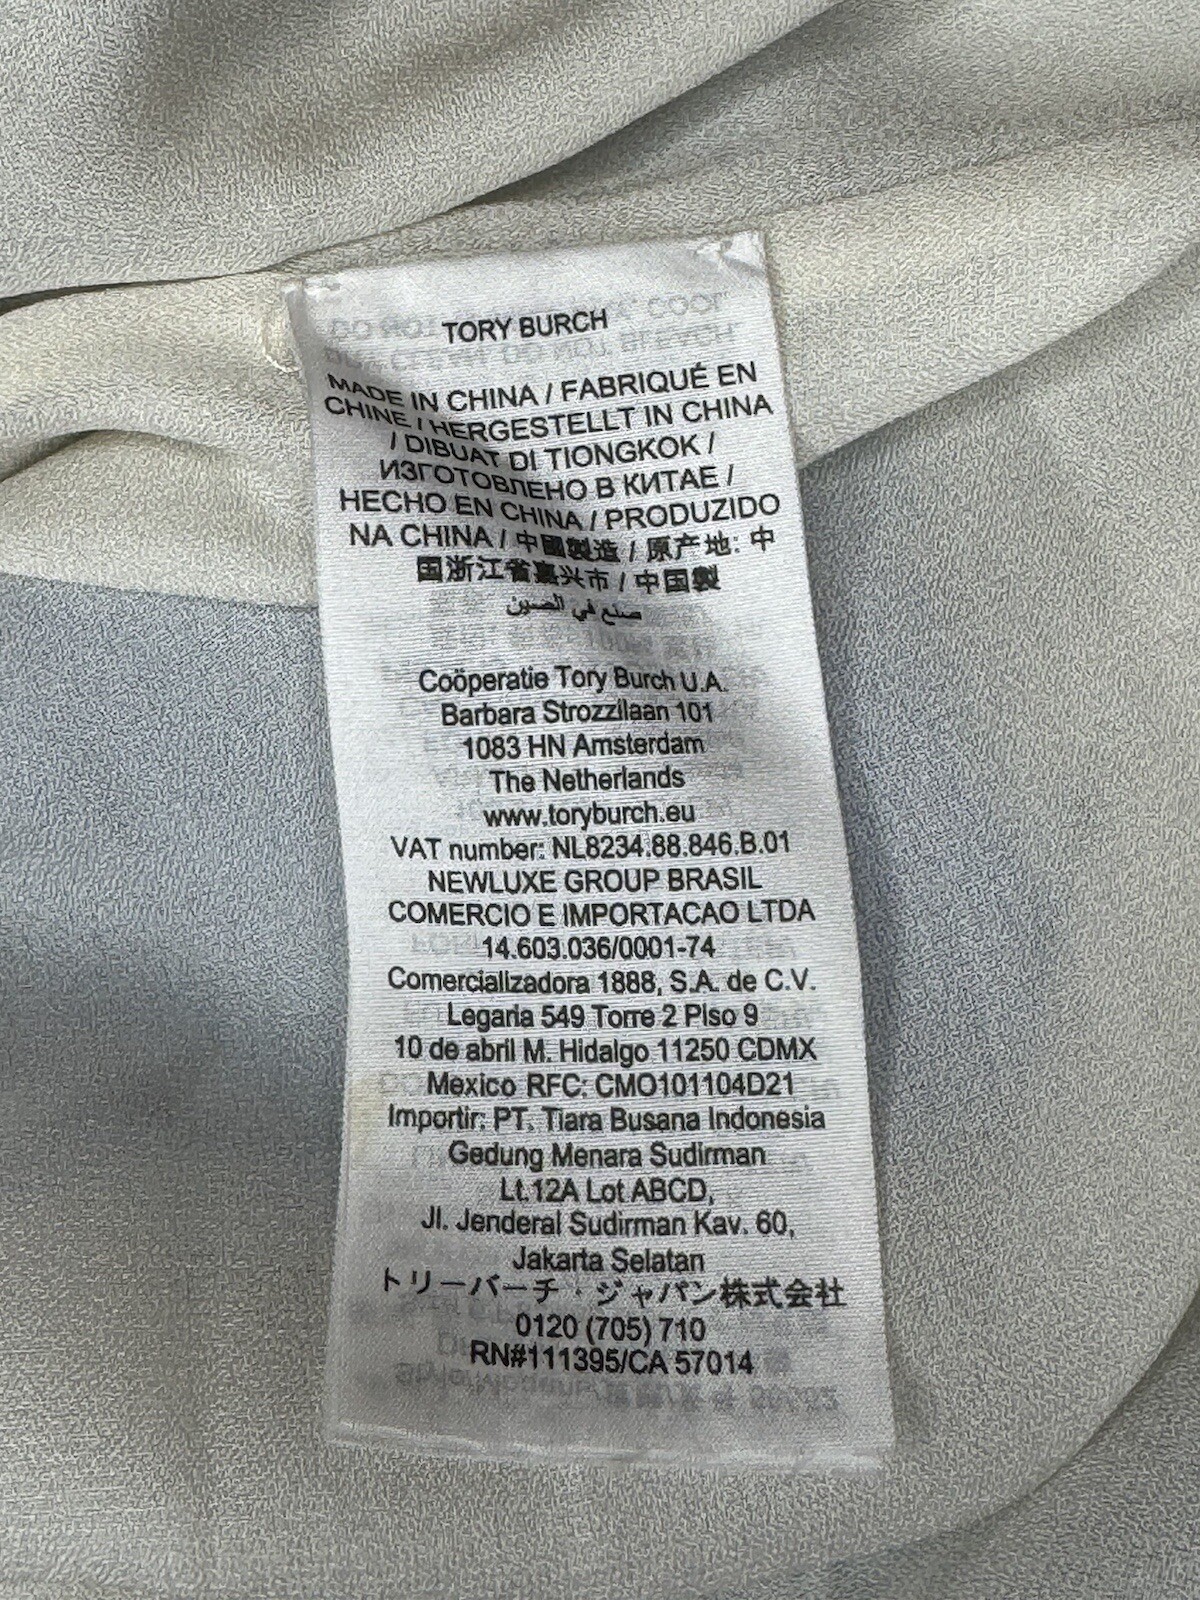 TORY BURCH
MADE IN CHINA / FABRIQUÉ EN
CHINE / HERGESTELLT IN CHINA
/ DIBUAT DI TIONGKOK /
ИЗГОТОВЛЕНО В КИТАЕ /
HECHO EN CHINA / PRODUZIDO
NA CHINA / 中國製造 / 原产地: 中
国浙江省嘉兴市 / 中国製
صنع في الصين
Coöperatie Tory Burch U.A.
Barbara Strozzilaan 101
1083 HN Amsterdam
The Netherlands
www.toryburch.eu
VAT number: NL8234.88.846.B.01
NEWLUXE GROUP BRASIL
COMERCIO E IMPORTACAO LTDA
14.603.036/0001-74
Comercializadora 1888, S.A. de C.V.
Legaria 549 Torre 2 Piso 9
10 de abril M. Hidalgo 11250 CDMX
Mexico RFC: CMO101104D21
Importir: PT. Tiara Busana Indonesia
Gedung Menara Sudirman
Lt.12A Lot ABCD,
Jl. Jenderal Sudirman Kav. 60,
Jakarta Selatan
トリーバーチ・ジャパン株式会社
0120 (705) 710
RN#111395/CA 57014